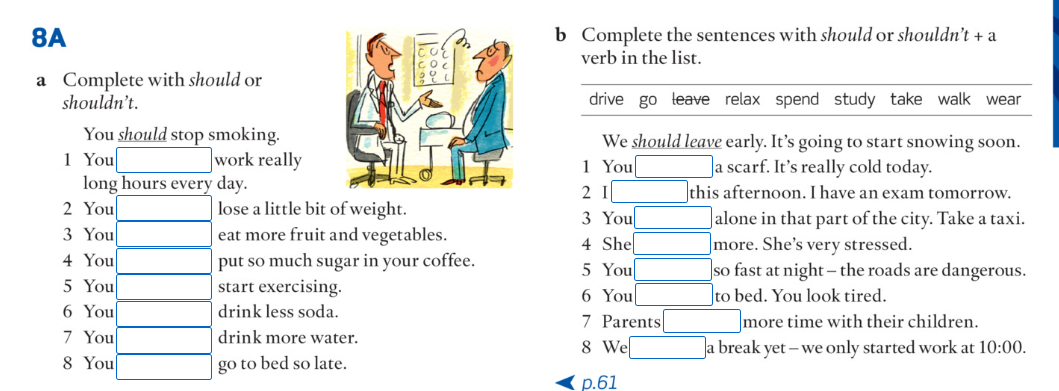 8A
a Complete with should or
shouldn't.
You should stop smoking.
1 You work really
long hours every day.
2 You lose a little bit of weight.
3 You eat more fruit and vegetables.
4 You put so much sugar in your coffee.
5 You start exercising.
6 You drink less soda.
7 You drink more water.
8 You go to bed so late.
b Complete the sentences with should or shouldn't + a
verb in the list.
drive go leave relax spend study take walk wear
We should leave early. It's going to start snowing soon.
1 You a scarf. It's really cold today.
2 I this afternoon. I have an exam tomorrow.
3 You alone in that part of the city. Take a taxi.
4 She more. She's very stressed.
5 You so fast at night – the roads are dangerous.
6 You to bed. You look tired.
7 Parents more time with their children.
8 We a break yet – we only started work at 10:00.
p.61